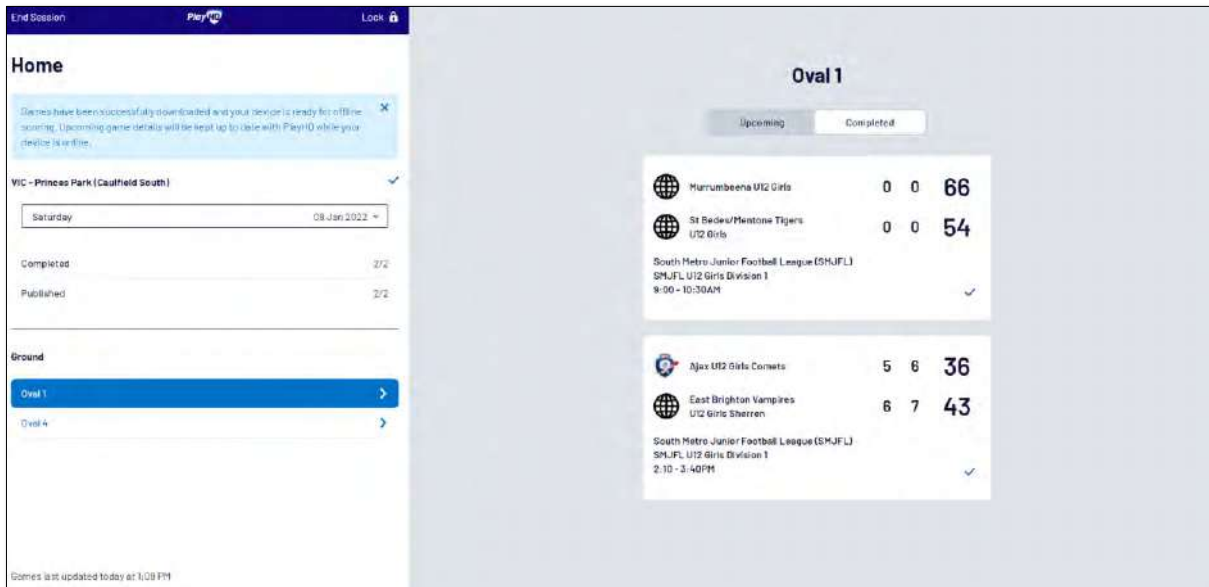 End Session
PlayHQ
Lock
Home
Games have been successfully downloaded and your device is ready for offline
scoring. Upcoming game details will be kept up to date with PlayHQ while your
device is online.
VIC - Princes Park (Caulfield South)
Saturday
08 Jan 2022
Completed
2/2
Published
2/2
Ground
Oval 1
Oval 4
Games last updated today at 1:09 PM
Oval 1
Upcoming
Completed
Murrumbeena U12 Girls 0 0 66
St Bedes/Mentone Tigers
U12 Girls 0 0 54
South Metro Junior Football League (SMJFL)
SMJFL U12 Girls Division 1
9:00 - 10:30AM
Ajax U12 Girls Comets 5 6 36
East Brighton Vampires
U12 Girls Sherren 6 7 43
South Metro Junior Football League (SMJFL)
SMJFL U12 Girls Division 1
2:10 - 3:40PM